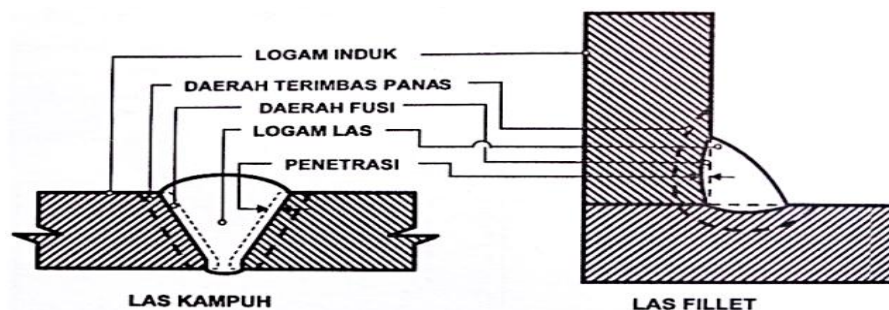 LOGAM INDUK
DAERAH TERIMBAS PANAS
DAERAH FUSI
LOGAM LAS
PENETRASI
LAS KAMPUH
LAS FILLET